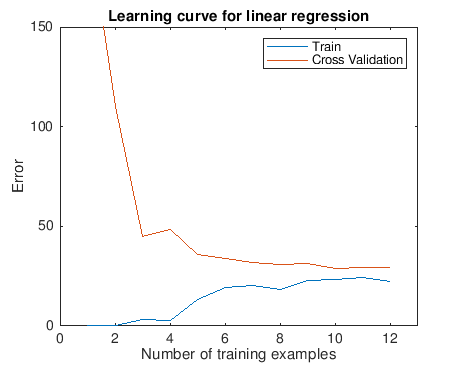 Learning curve for linear regression
Train
Cross Validation
150
100
50
0
Error
0 2 4 6 8 10 12
Number of training examples